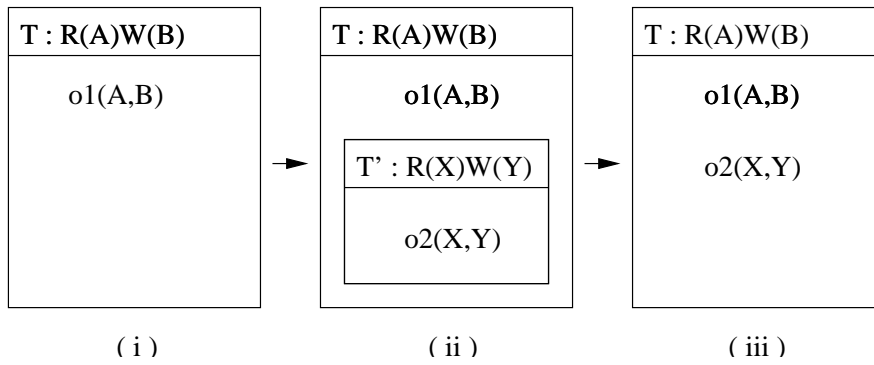 T : R(A)W(B)
o1(A,B)
T : R(A)W(B)
o1(A,B)
T’ : R(X)W(Y)
o2(X,Y)
T : R(A)W(B)
o1(A,B)
o2(X,Y)
( i )
( ii )
( iii )